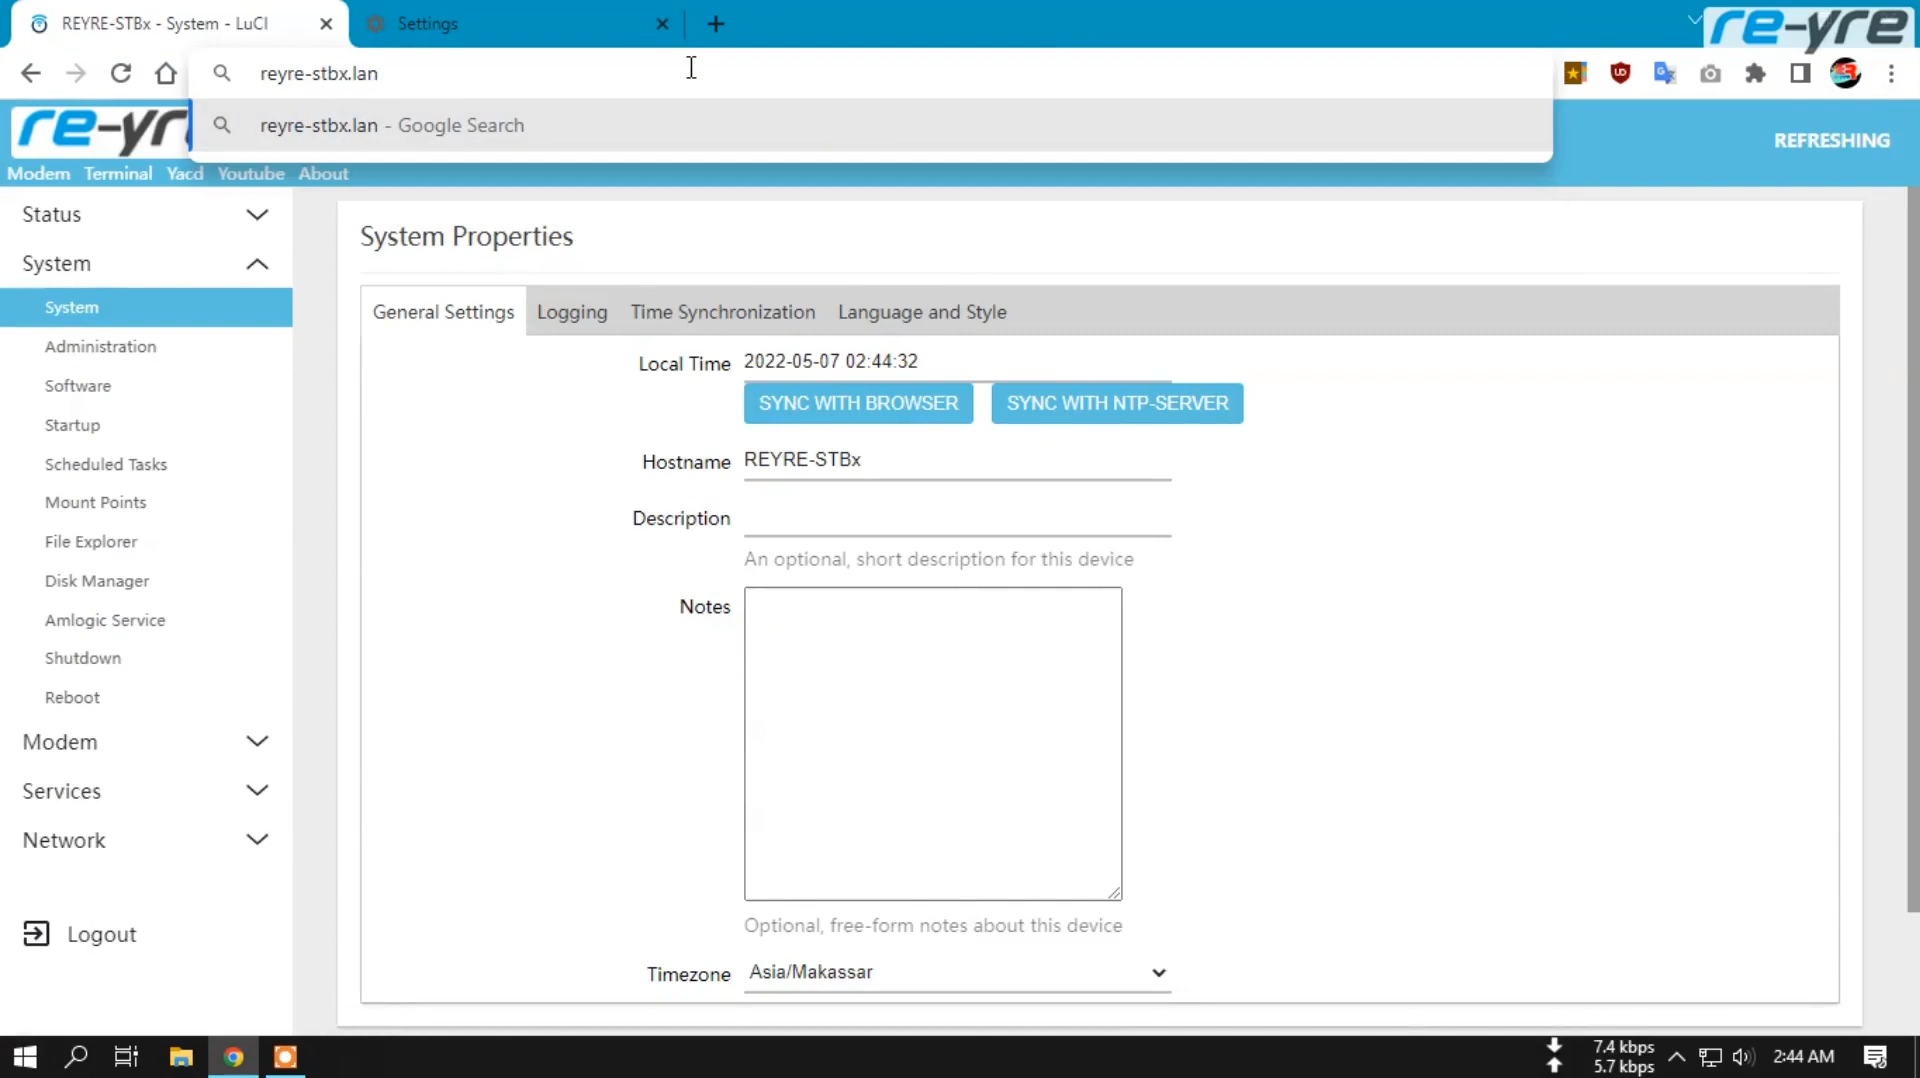 REYRE-STBx - System - LuCI
Settings
re-yre
reyre-stbx.lan
reyre-stbx.lan - Google Search
re-yr
REFRESHING
Modem Terminal Yacd Youtube About
Status
System
System
Administration
Software
Startup
Scheduled Tasks
Mount Points
File Explorer
Disk Manager
Amlogic Service
Shutdown
Reboot
Modem
Services
Network
Logout
System Properties
General Settings Logging Time Synchronization Language and Style
Local Time 2022-05-07 02:44:32
SYNC WITH BROWSER SYNC WITH NTP-SERVER
Hostname REYRE-STBx
Description
An optional, short description for this device
Notes
Optional, free-form notes about this device
Timezone Asia/Makassar
7.4 kbps
5.7 kbps
2:44 AM